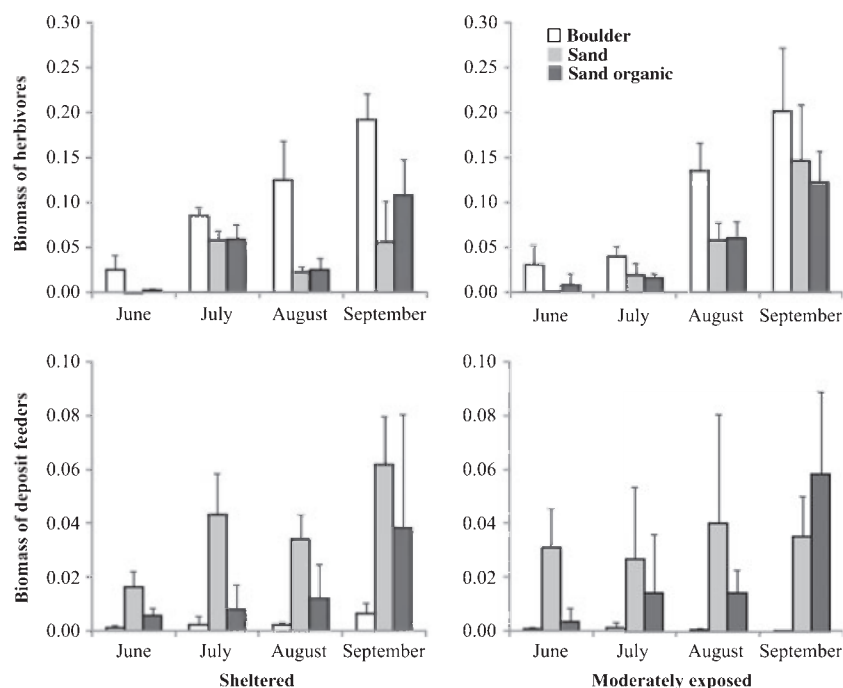 0.30
0.25
0.20
0.15
0.10
0.05
0.00
Biomass of herbivores
June July August September
0.30
0.25
0.20
0.15
0.10
0.05
0.00
Boulder
Sand
Sand organic
June July August September
0.10
0.08
0.06
0.04
0.02
0.00
Biomass of deposit feeders
June July August September
Sheltered
0.10
0.08
0.06
0.04
0.02
0.00
June July August September
Moderately exposed